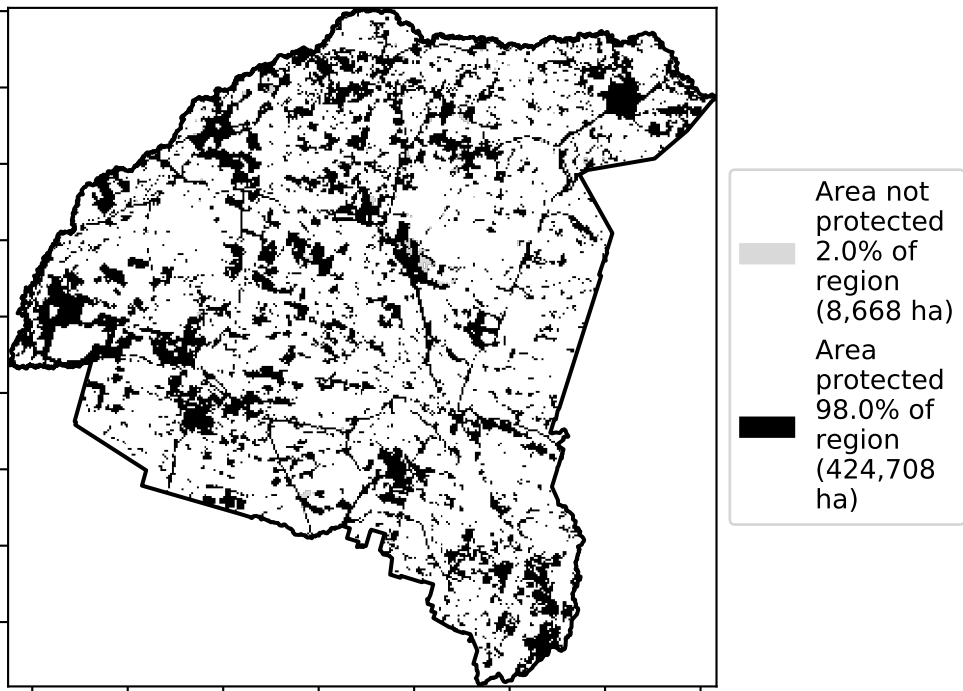 Area not
protected
2.0% of
region
(8,668 ha)
Area
protected
98.0% of
region
(424,708
ha)